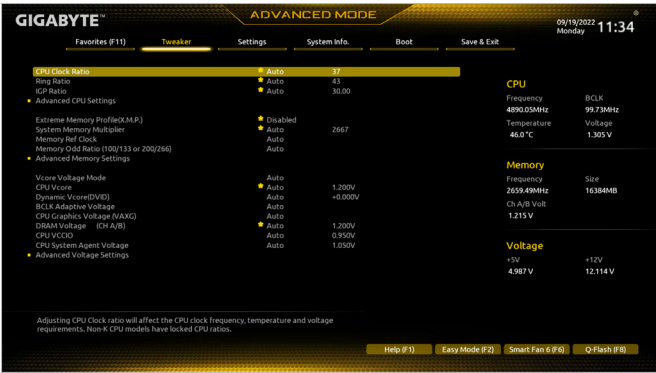 GIGABYTE™
ADVANCED MODE
09/19/2022 Monday 11:34
Favorites (F11) Tweaker Settings System Info. Boot Save & Exit
CPU Clock Ratio Auto 37
Ring Ratio Auto 43
IGP Ratio Auto 30.00
Advanced CPU Settings
Extreme Memory Profile(X.M.P.) Disabled
System Memory Multiplier Auto 2667
Memory Ref Clock Auto
Memory Odd Ratio (100/133 or 200/266) Auto
Advanced Memory Settings
Vcore Voltage Mode Auto
CPU Vcore Auto 1.200V
Dynamic Vcore(DVID) Auto +0.000V
BCLK Adaptive Voltage Auto
CPU Graphics Voltage (VAXG) Auto
DRAM Voltage (CH A/B) Auto 1.200V
CPU VCCIO Auto 0.950V
CPU System Agent Voltage Auto 1.050V
Advanced Voltage Settings
CPU
Frequency BCLK
4890.05MHz 99.73MHz
Temperature Voltage
46.0 °C 1.305 V
Memory
Frequency Size
2659.49MHz 16384MB
Ch A/B Volt
1.215 V
Voltage
+5V +12V
4.987 V 12.114 V
Adjusting CPU Clock ratio will affect the CPU clock frequency, temperature and voltage
requirements. Non-K CPU models have locked CPU ratios.
Help (F1) Easy Mode (F2) Smart Fan 6 (F6) Q-Flash (F8)